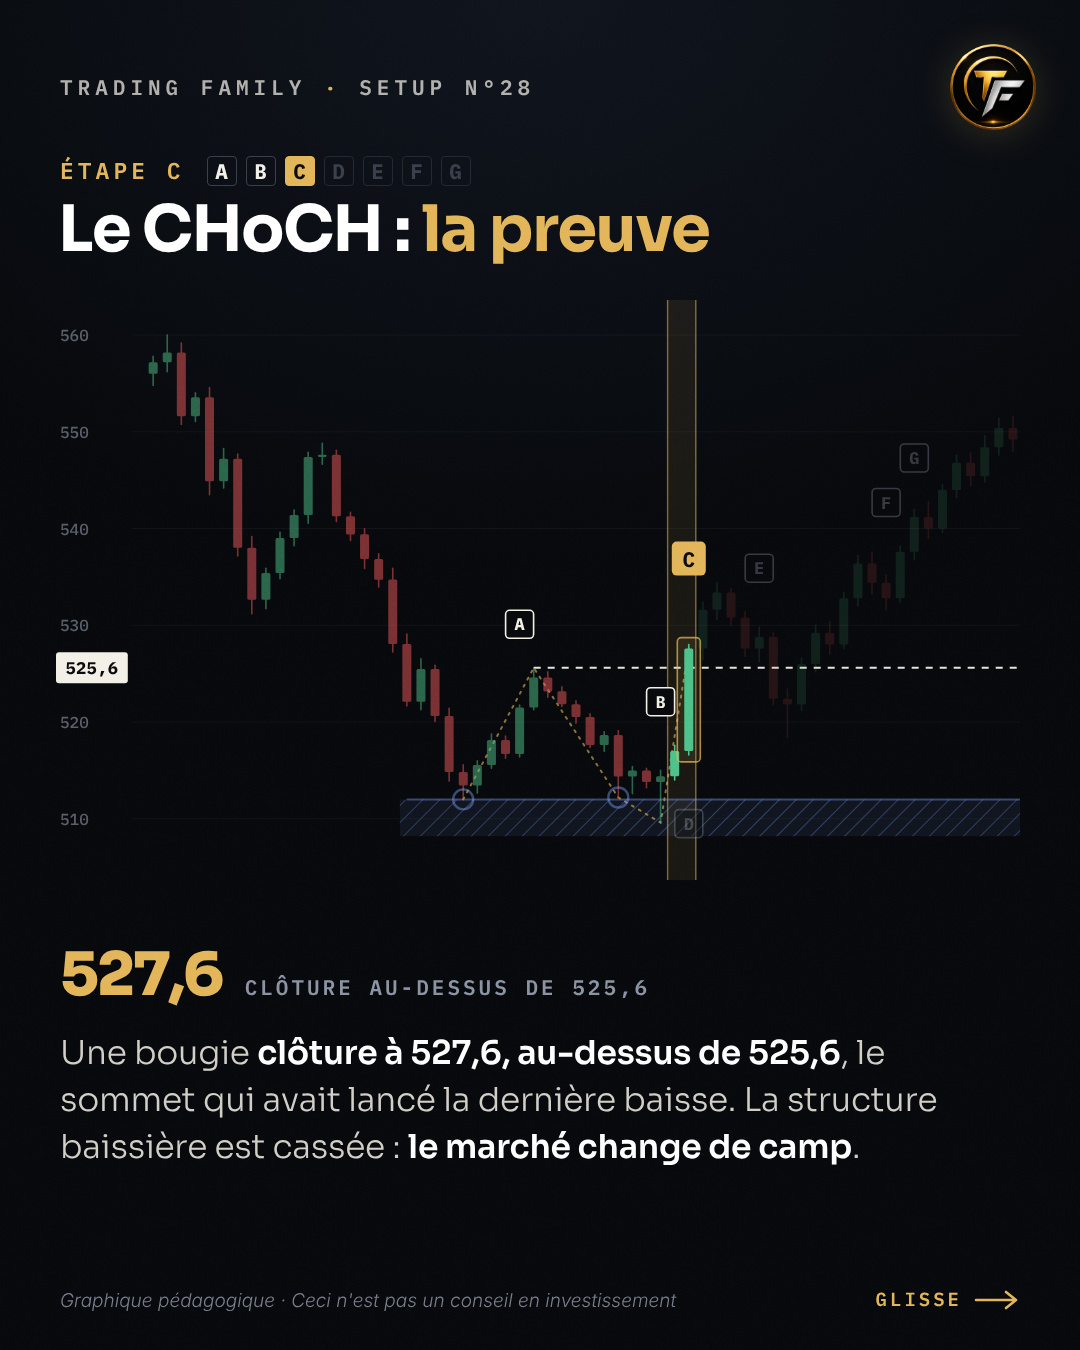 TRADING FAMILY · SETUP N°28
TF
ÉTAPE C A B C D E F G
Le CHoCH : la preuve
560
550
540
530
525,6
520
510
A
B
C
D
E
F
G
527,6 CLÔTURE AU-DESSUS DE 525,6
Une bougie clôture à 527,6, au-dessus de 525,6, le
sommet qui avait lancé la dernière baisse. La structure
baissière est cassée : le marché change de camp.
Graphique pédagogique · Ceci n'est pas un conseil en investissement
GLISSE →